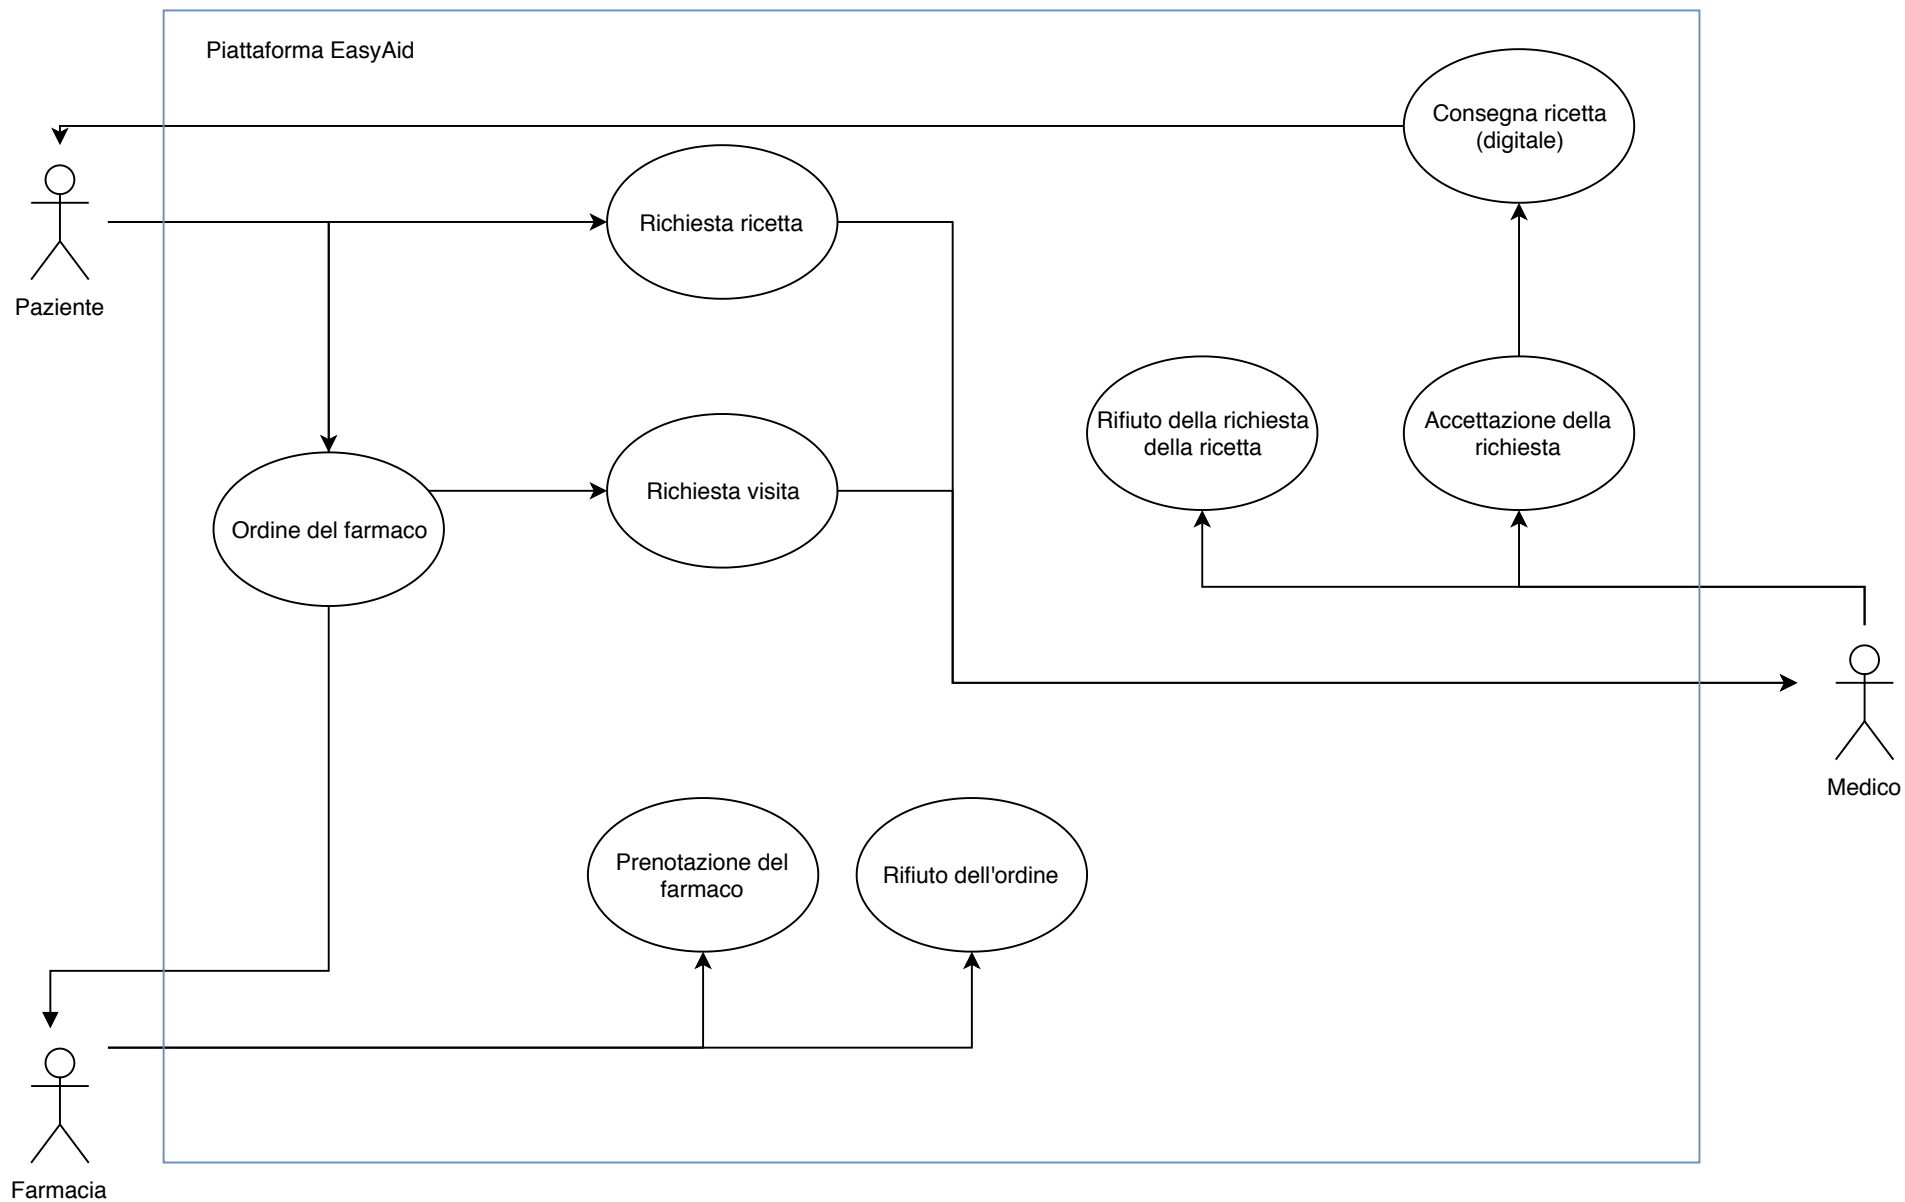 Piattaforma EasyAid
Consegna ricetta
(digitale)
Richiesta ricetta
Paziente
Rifiuto della richiesta
della ricetta
Accettazione della
richiesta
Richiesta visita
Ordine del farmaco
Medico
Prenotazione del
farmaco
Rifiuto dell'ordine
Farmacia